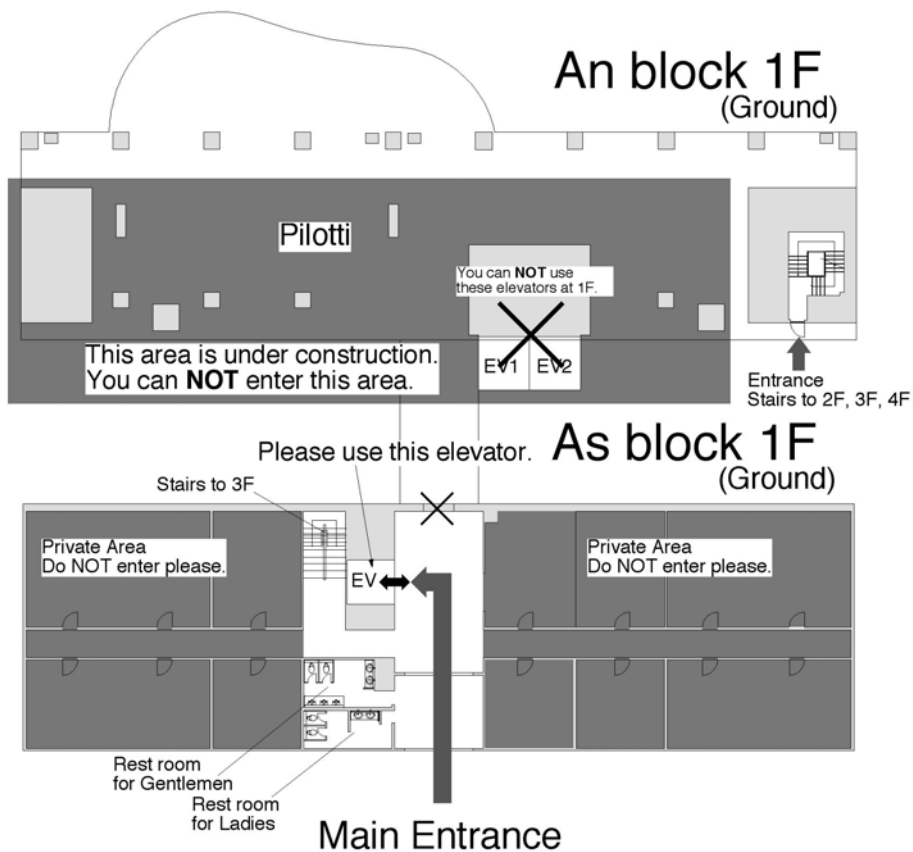 An block 1F
(Ground)
Pilotti
You can NOT use
these elevators at 1F.
This area is under construction.
You can NOT enter this area.
EV1
EV2
Entrance
Stairs to 2F, 3F, 4F
As block 1F
(Ground)
Please use this elevator.
Stairs to 3F
Private Area
Do NOT enter please.
Private Area
Do NOT enter please.
EV
Rest room
for Gentlemen
Rest room
for Ladies
Main Entrance